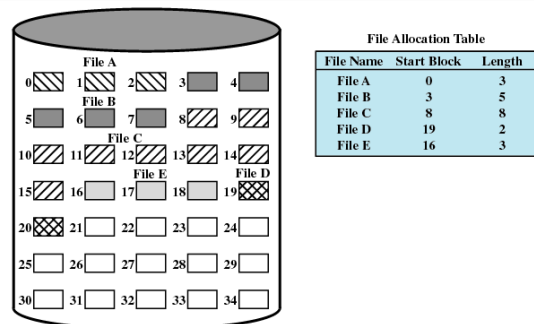 File A
0 1 2 3 4
File B
5 6 7 8 9
File C
10 11 12 13 14
File E File D
15 16 17 18 19
20 21 22 23 24
25 26 27 28 29
30 31 32 33 34
File Allocation Table
File Name Start Block Length
File A 0 3
File B 3 5
File C 8 8
File D 19 2
File E 16 3